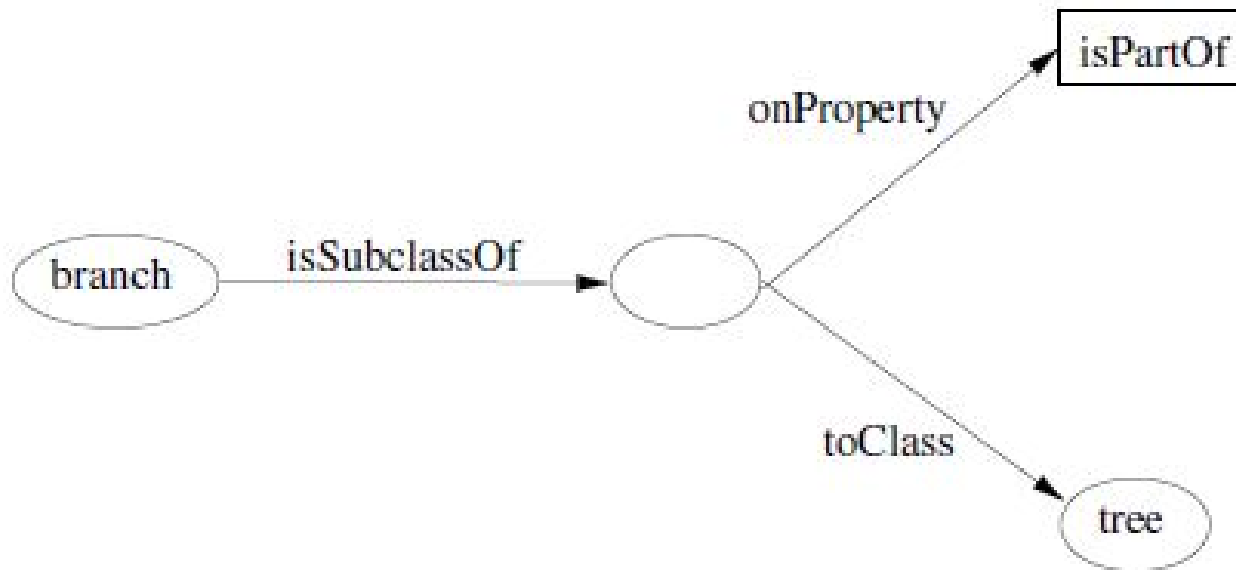 isPartOf
onProperty
isSubclassOf
branch
toClass
tree